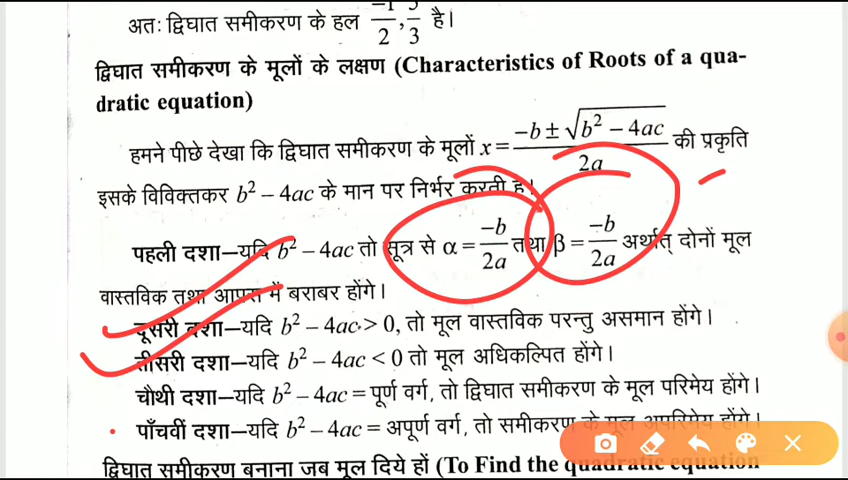 अतः द्विघात समीकरण के हल −1/2, 5/3 है।
द्विघात समीकरण के मूलों के लक्षण (Characteristics of Roots of a qua-
dratic equation)
हमने पीछे देखा कि द्विघात समीकरण के मूलों x = (−b ± √(b² − 4ac))/2a की प्रकृति
इसके विविक्तकर b² − 4ac के मान पर निर्भर करती है।
पहली दशा—यदि b² − 4ac तो सूत्र से α = −b/2a तथा β = −b/2a अर्थात् दोनों मूल
वास्तविक तथा आपस में बराबर होंगे।
दूसरी दशा—यदि b² − 4ac > 0, तो मूल वास्तविक परन्तु असमान होंगे।
तीसरी दशा—यदि b² − 4ac < 0 तो मूल अधिकल्पित होंगे।
चौथी दशा—यदि b² − 4ac = पूर्ण वर्ग, तो द्विघात समीकरण के मूल परिमेय होंगे।
पाँचवीं दशा—यदि b² − 4ac = अपूर्ण वर्ग, तो समीकरण के मूल अपरिमेय होंगे।
द्विघात समीकरण बनाना जब मूल दिये हों (To Find the quadratic equation